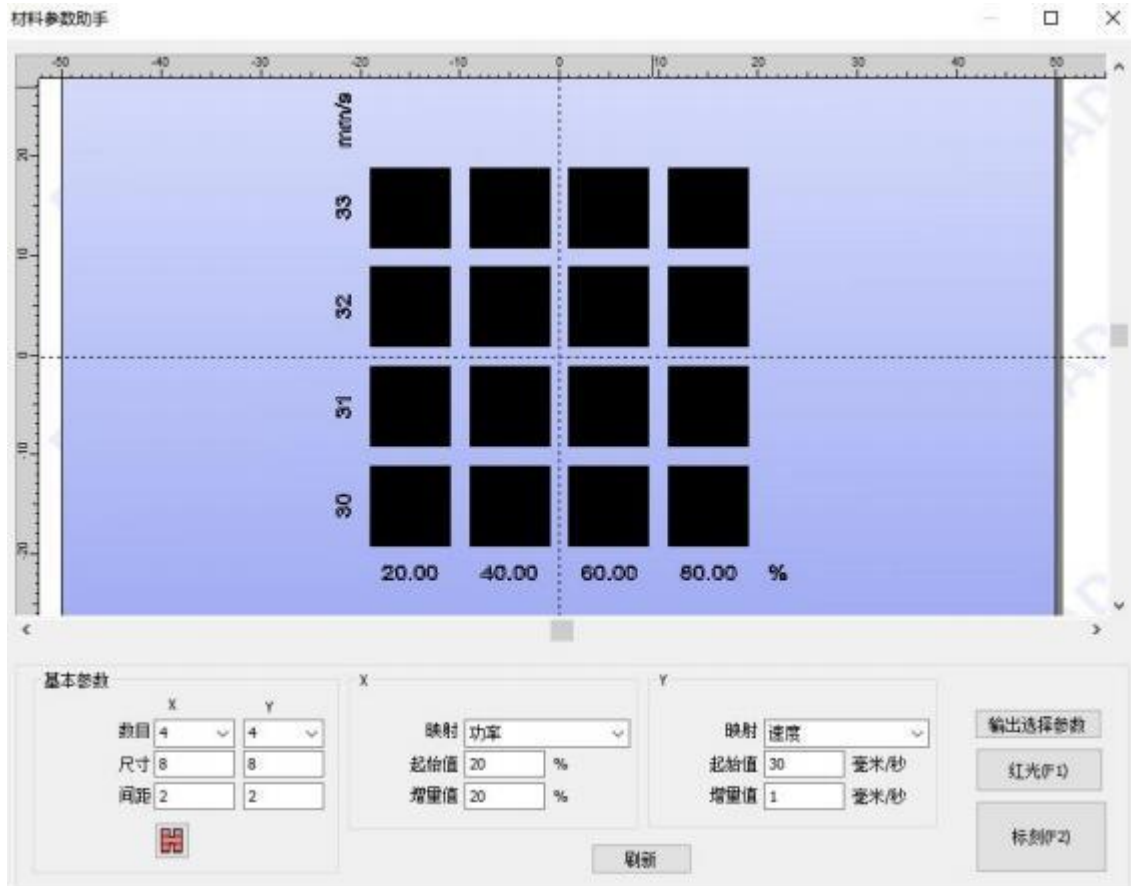 材料参数助手
-50 -40 -30 -20 -10 0 10 20 30 40 50
20
10
0
-10
-20
mm/s
33
32
31
30
20.00 40.00 60.00 80.00 %
基本参数
X Y
数目 4 4
尺寸 8 8
间距 2 2
X
映射 功率
起始值 20 %
增量值 20 %
Y
映射 速度
起始值 30 毫米/秒
增量值 1 毫米/秒
刷新
输出选择参数
红光(F1)
标刻(F2)